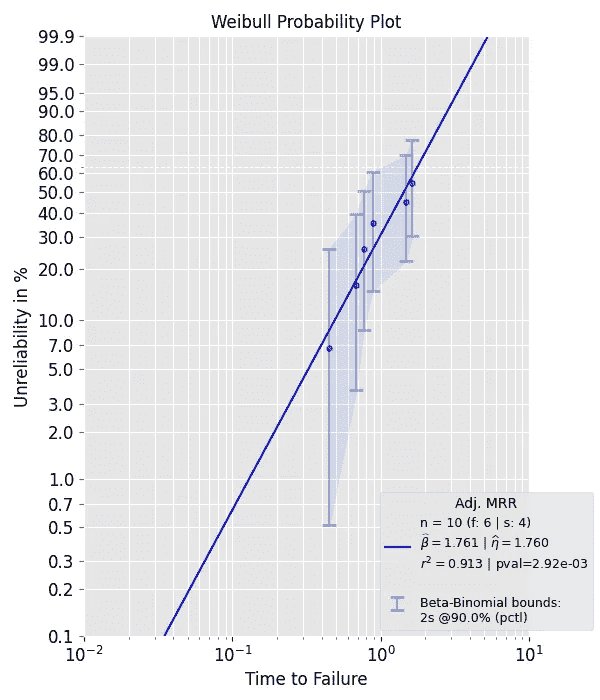 Weibull Probability Plot
Unreliability in %
99.9
99.0
95.0
90.0
80.0
70.0
60.0
50.0
40.0
30.0
20.0
10.0
7.0
5.0
3.0
2.0
1.0
0.7
0.5
0.3
0.2
0.1
10⁻²
10⁻¹
10⁰
10¹
Time to Failure
Adj. MRR
n = 10 (f: 6 | s: 4)
β̂ = 1.761 | η̂ = 1.760
r² = 0.913 | pval=2.92e-03
Beta-Binomial bounds:
2s @90.0% (pctl)